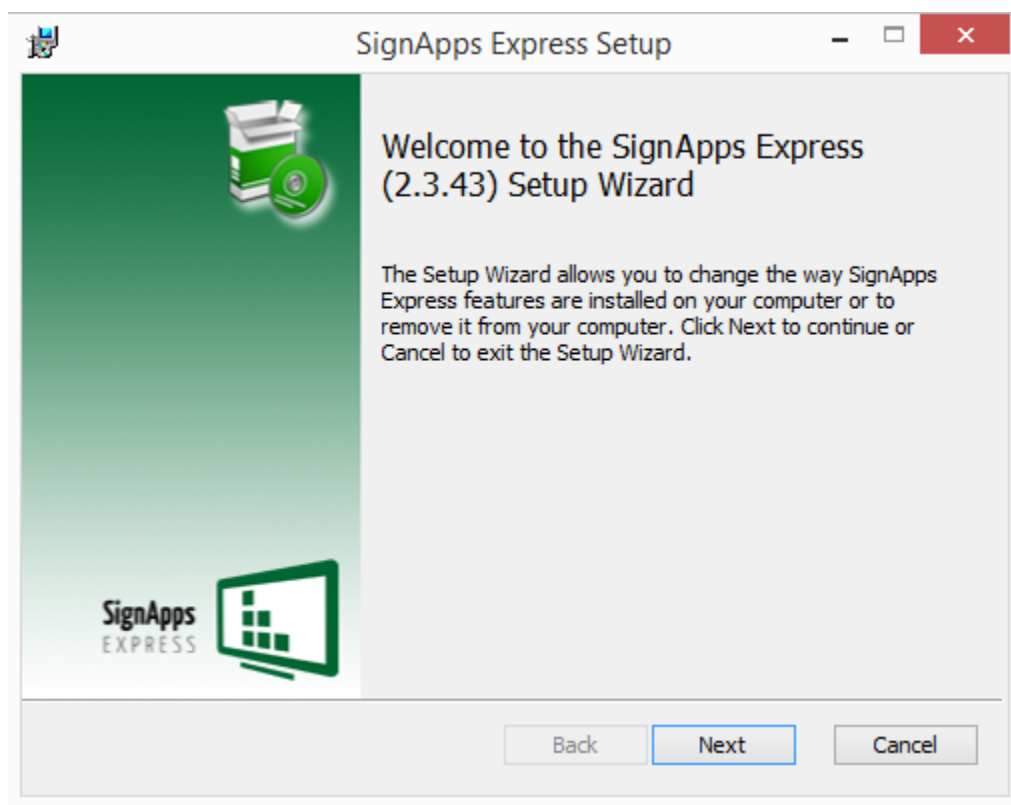 SignApps Express Setup
Welcome to the SignApps Express
(2.3.43) Setup Wizard
The Setup Wizard allows you to change the way SignApps
Express features are installed on your computer or to
remove it from your computer. Click Next to continue or
Cancel to exit the Setup Wizard.
SignApps
EXPRESS
Back
Next
Cancel